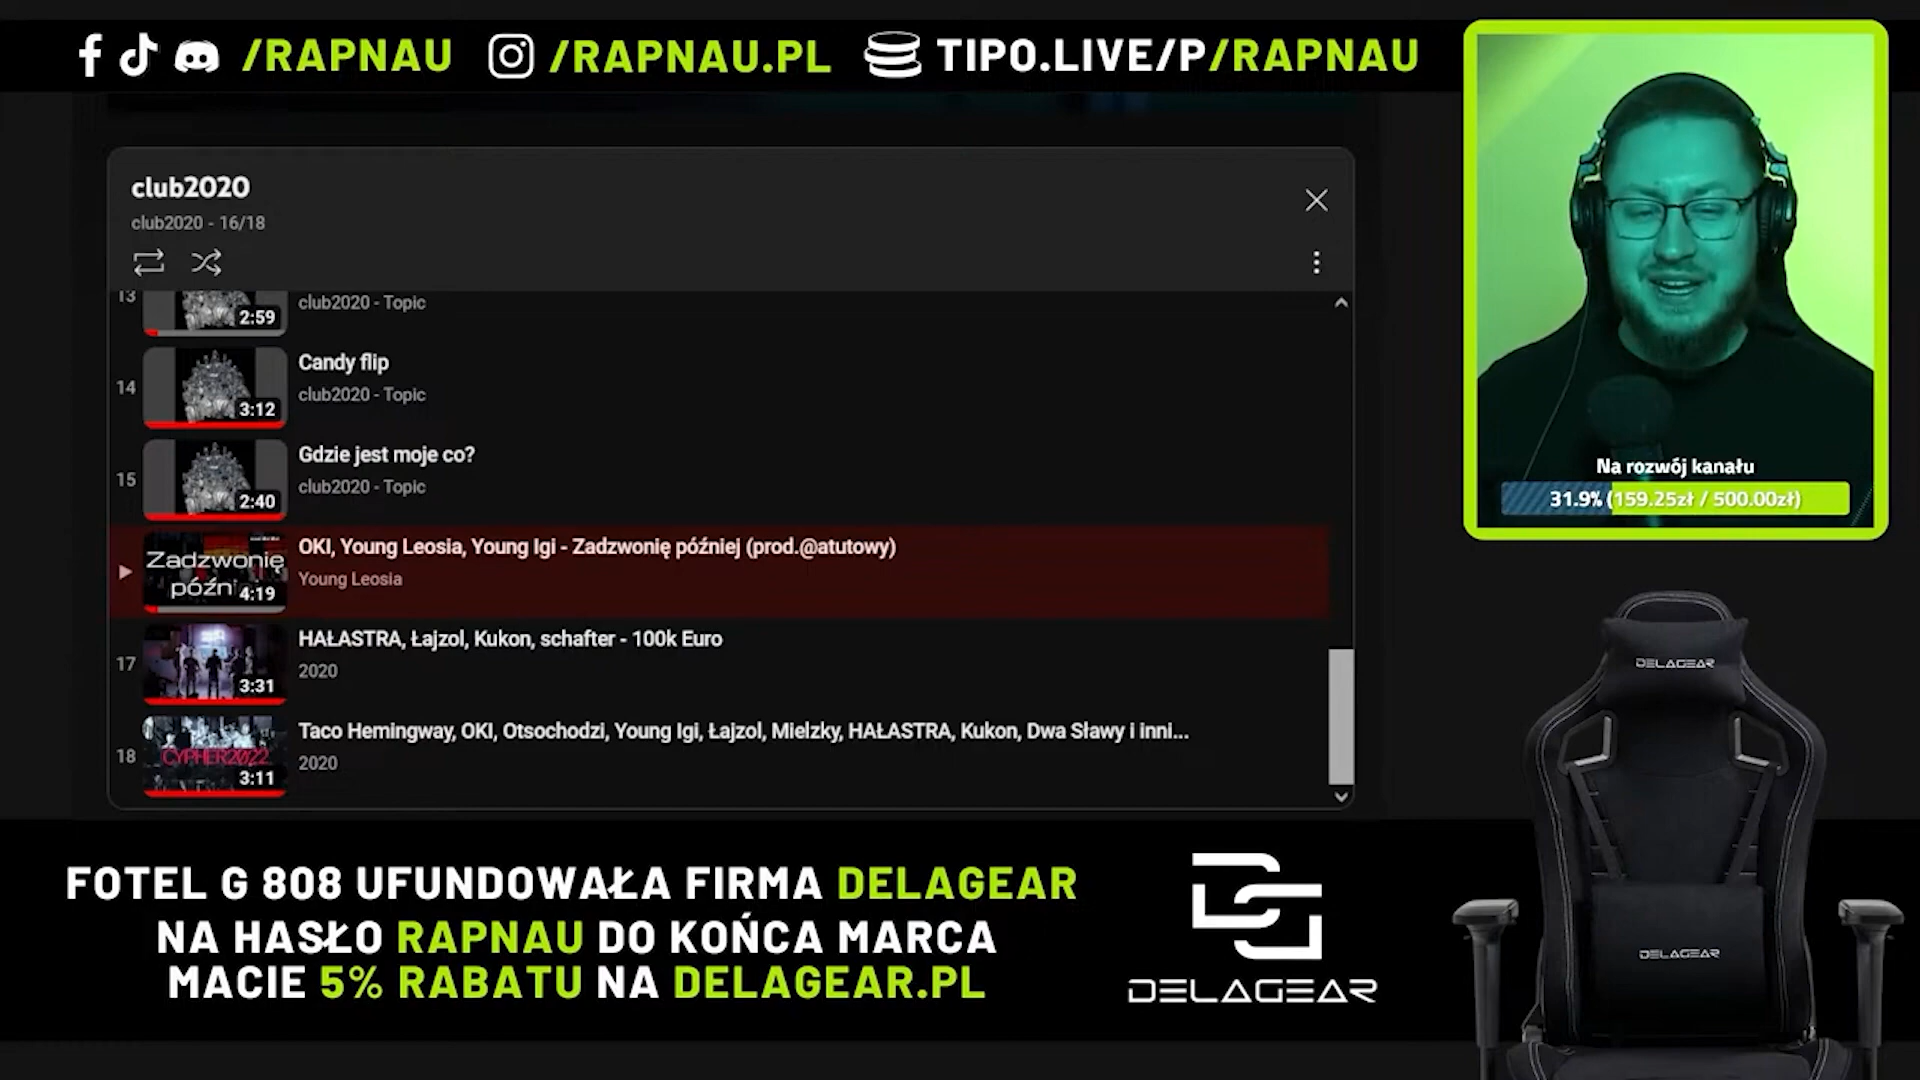 /RAPNAU /RAPNAU.PL TIPO.LIVE/P/RAPNAU
club2020
club2020 - 16/18
13
2:59
club2020 - Topic
14
3:12
Candy flip
club2020 - Topic
15
2:40
Gdzie jest moje co?
club2020 - Topic
Zadzwonię
późni
4:19
OKI, Young Leosia, Young Igi - Zadzwonię później (prod.@atutowy)
Young Leosia
17
3:31
HAŁASTRA, Łajzol, Kukon, schafter - 100k Euro
2020
18
CYPHER2022
3:11
Taco Hemingway, OKI, Otsochodzi, Young Igi, Łajzol, Mielzky, HAŁASTRA, Kukon, Dwa Sławy i inni...
2020
Na rozwój kanału
31.9% (159.25zł / 500.00zł)
FOTEL G 808 UFUNDOWAŁA FIRMA DELAGEAR
NA HASŁO RAPNAU DO KOŃCA MARCA
MACIE 5% RABATU NA DELAGEAR.PL
DELAGEAR
DELAGEAR
DELAGEAR